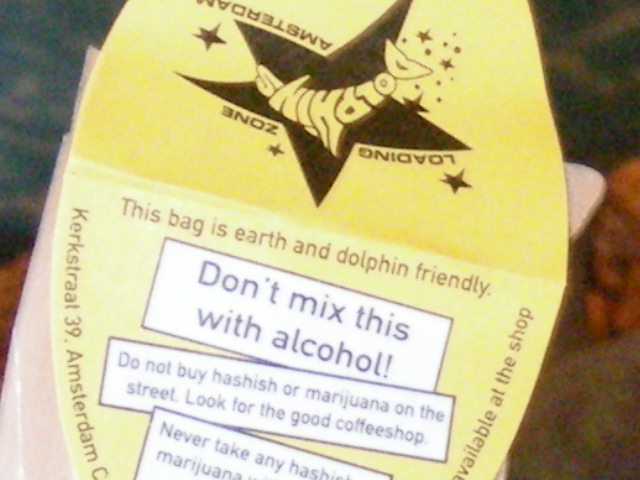 AMSTERDAM
ZONE
LOADING
This bag is earth and dolphin friendly.
Don't mix this
with alcohol!
Do not buy hashish or marijuana on the
street. Look for the good coffeeshop.
Never take any hashish
marijuana
Kerkstraat 39. Amsterdam C
available at the shop